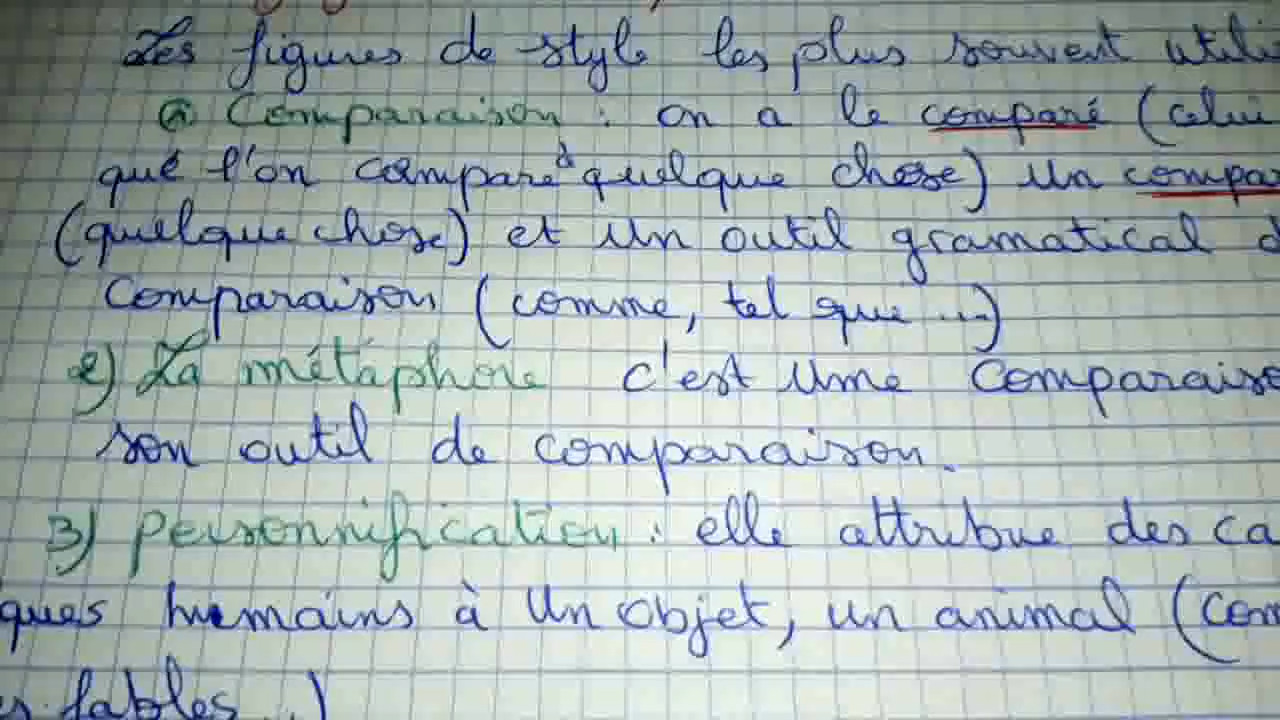 Les figures de style les plus souvent utili
a Comparaison : on a le comparé (celui
que l'on compare à quelque chose) un compar
(quelque chose) et un outil gramatical d
Comparaison (comme, tel que ...)
2) La métaphore c'est une comparaiso
son outil de comparaison.
3) personnification : elle attribue des ca
ques humains à un objet, un animal (com
s fables...)